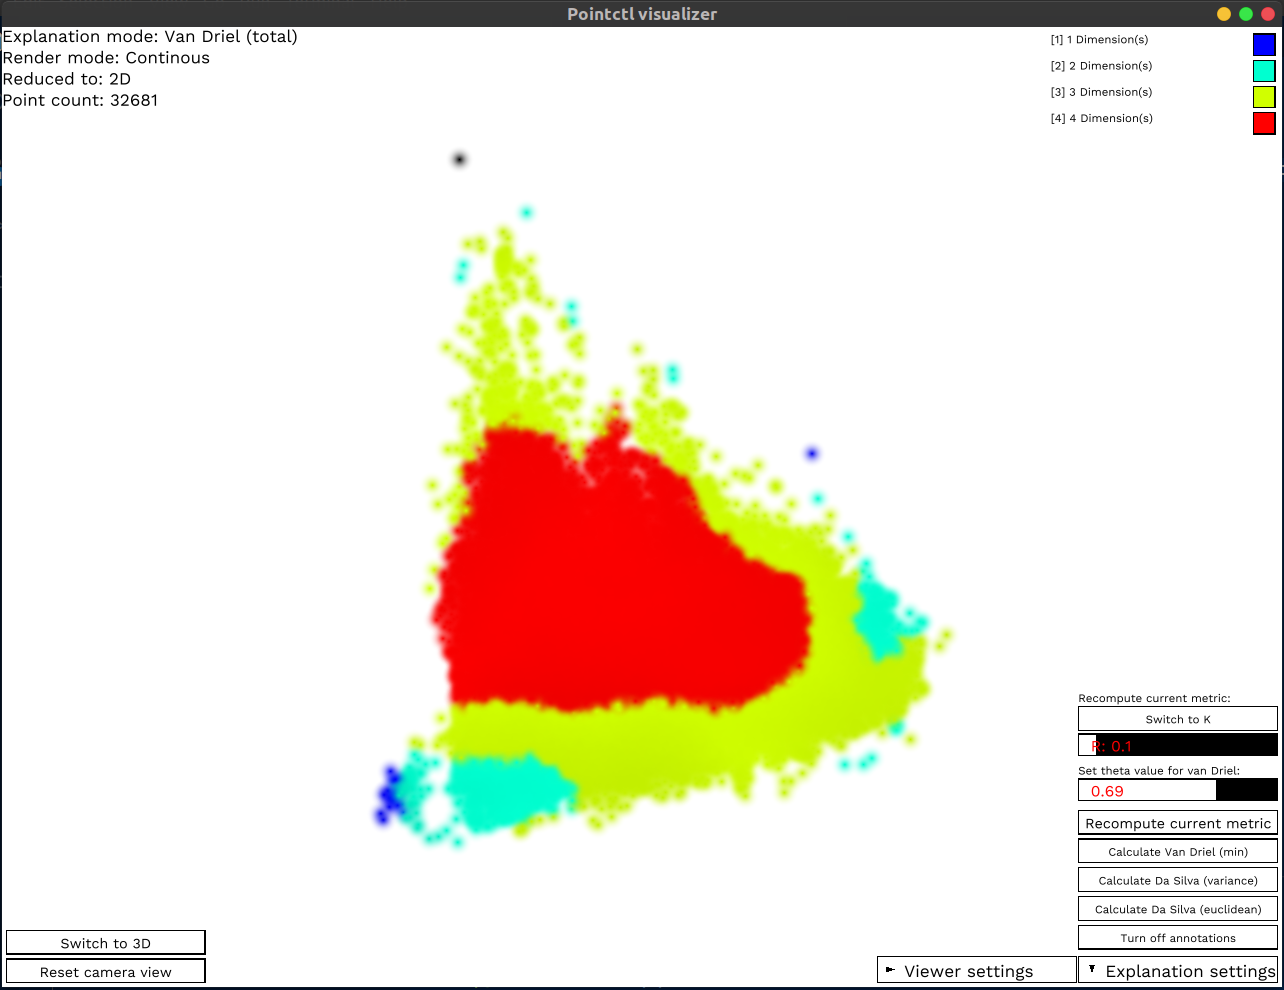 Pointctl visualizer
Explanation mode: Van Driel (total)
Render mode: Continous
Reduced to: 2D
Point count: 32681
[1] 1 Dimension(s)
[2] 2 Dimension(s)
[3] 3 Dimension(s)
[4] 4 Dimension(s)
Recompute current metric:
Switch to K
R: 0.1
Set theta value for van Driel:
0.69
Recompute current metric
Calculate Van Driel (min)
Calculate Da Silva (variance)
Calculate Da Silva (euclidean)
Turn off annotations
Switch to 3D
Reset camera view
Viewer settings
Explanation settings